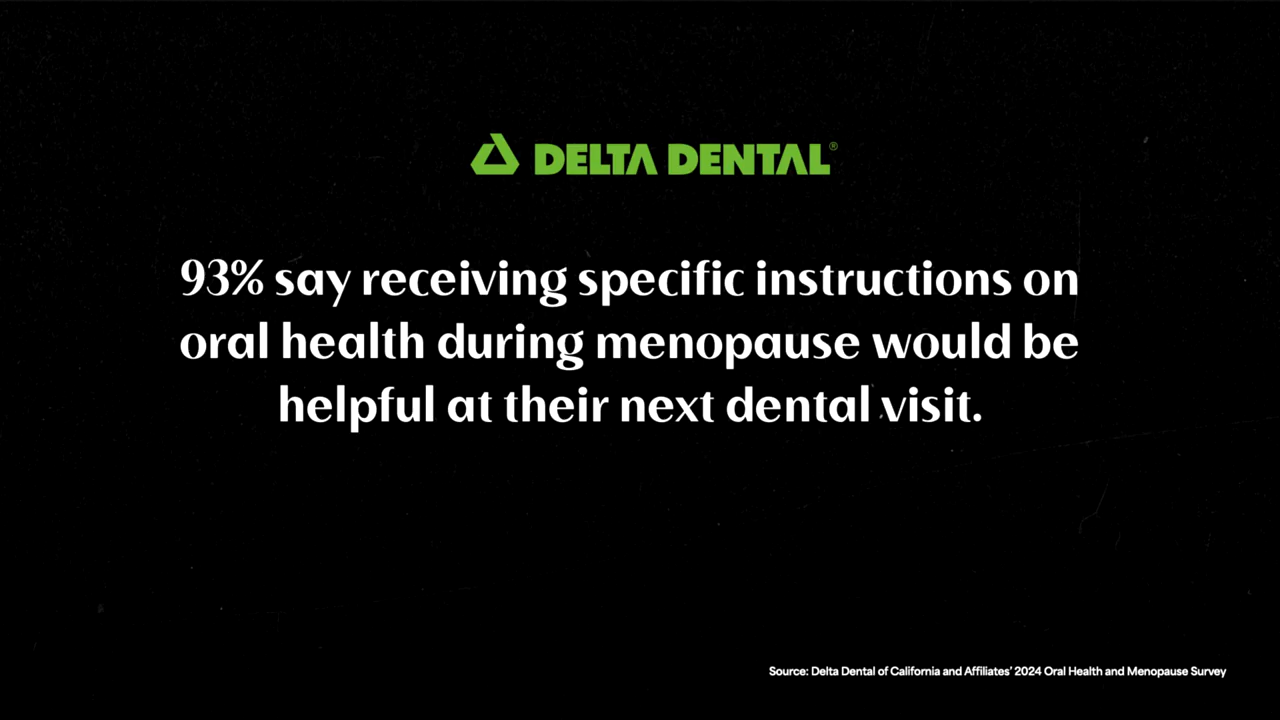 DELTA DENTAL®
93% say receiving specific instructions on
oral health during menopause would be
helpful at their next dental visit.
Source: Delta Dental of California and Affiliates’ 2024 Oral Health and Menopause Survey